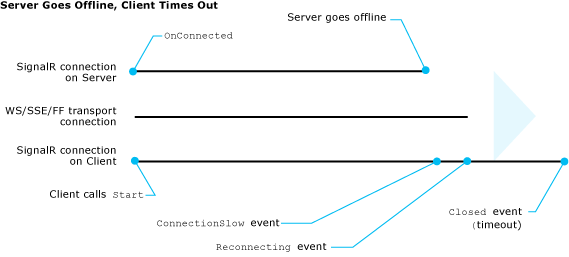 Server Goes Offline, Client Times Out
Server goes offline
OnConnected
SignalR connection
on Server
WS/SSE/FF transport
connection
SignalR connection
on Client
Client calls Start
ConnectionSlow event
Closed event
(timeout)
Reconnecting event